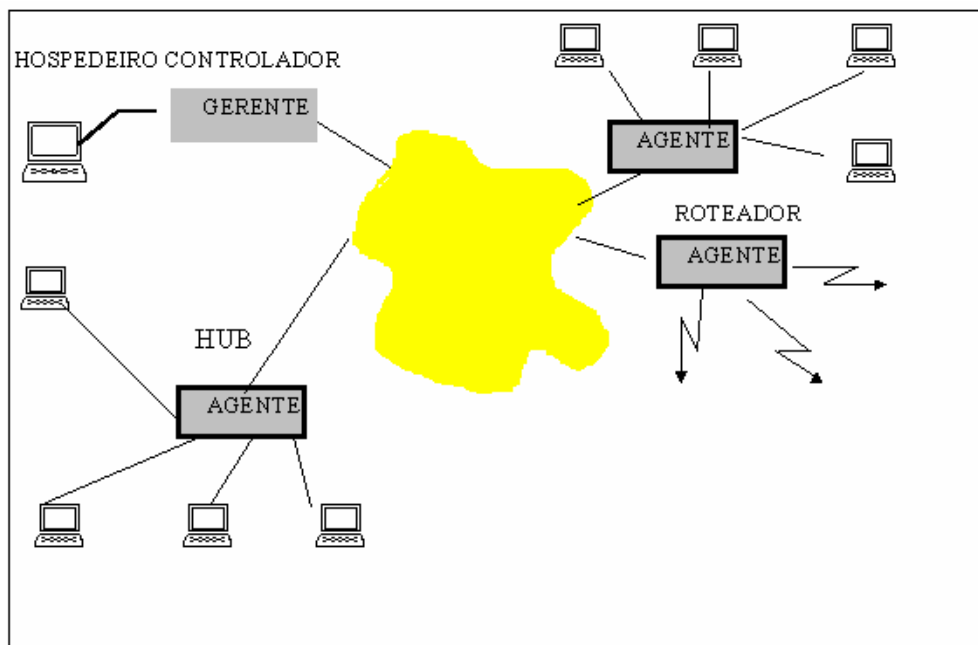 HOSPEDEIRO CONTROLADOR
GERENTE
AGENTE
ROTEADOR
AGENTE
HUB
AGENTE